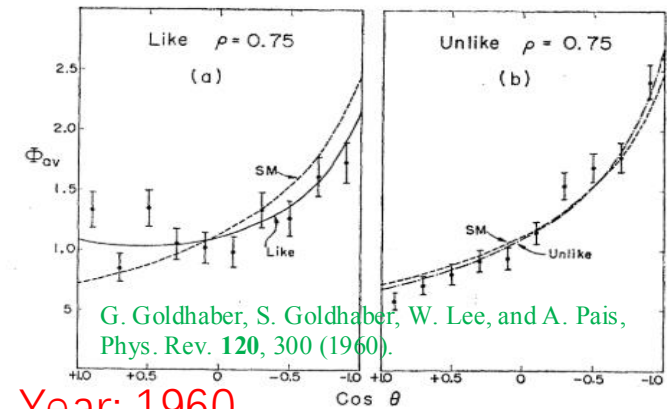 Like ρ = 0.75
(a)
Unlike ρ = 0.75
(b)
2.5
2.0
Φav
1.5
1.0
5
SM
Like
SM
Unlike
G. Goldhaber, S. Goldhaber, W. Lee, and A. Pais,
Phys. Rev. 120, 300 (1960).
+1.0 +0.5 0 -0.5 -1.0
+1.0 +0.5 0 -0.5 -1.0
Cos θ
Year: 1960